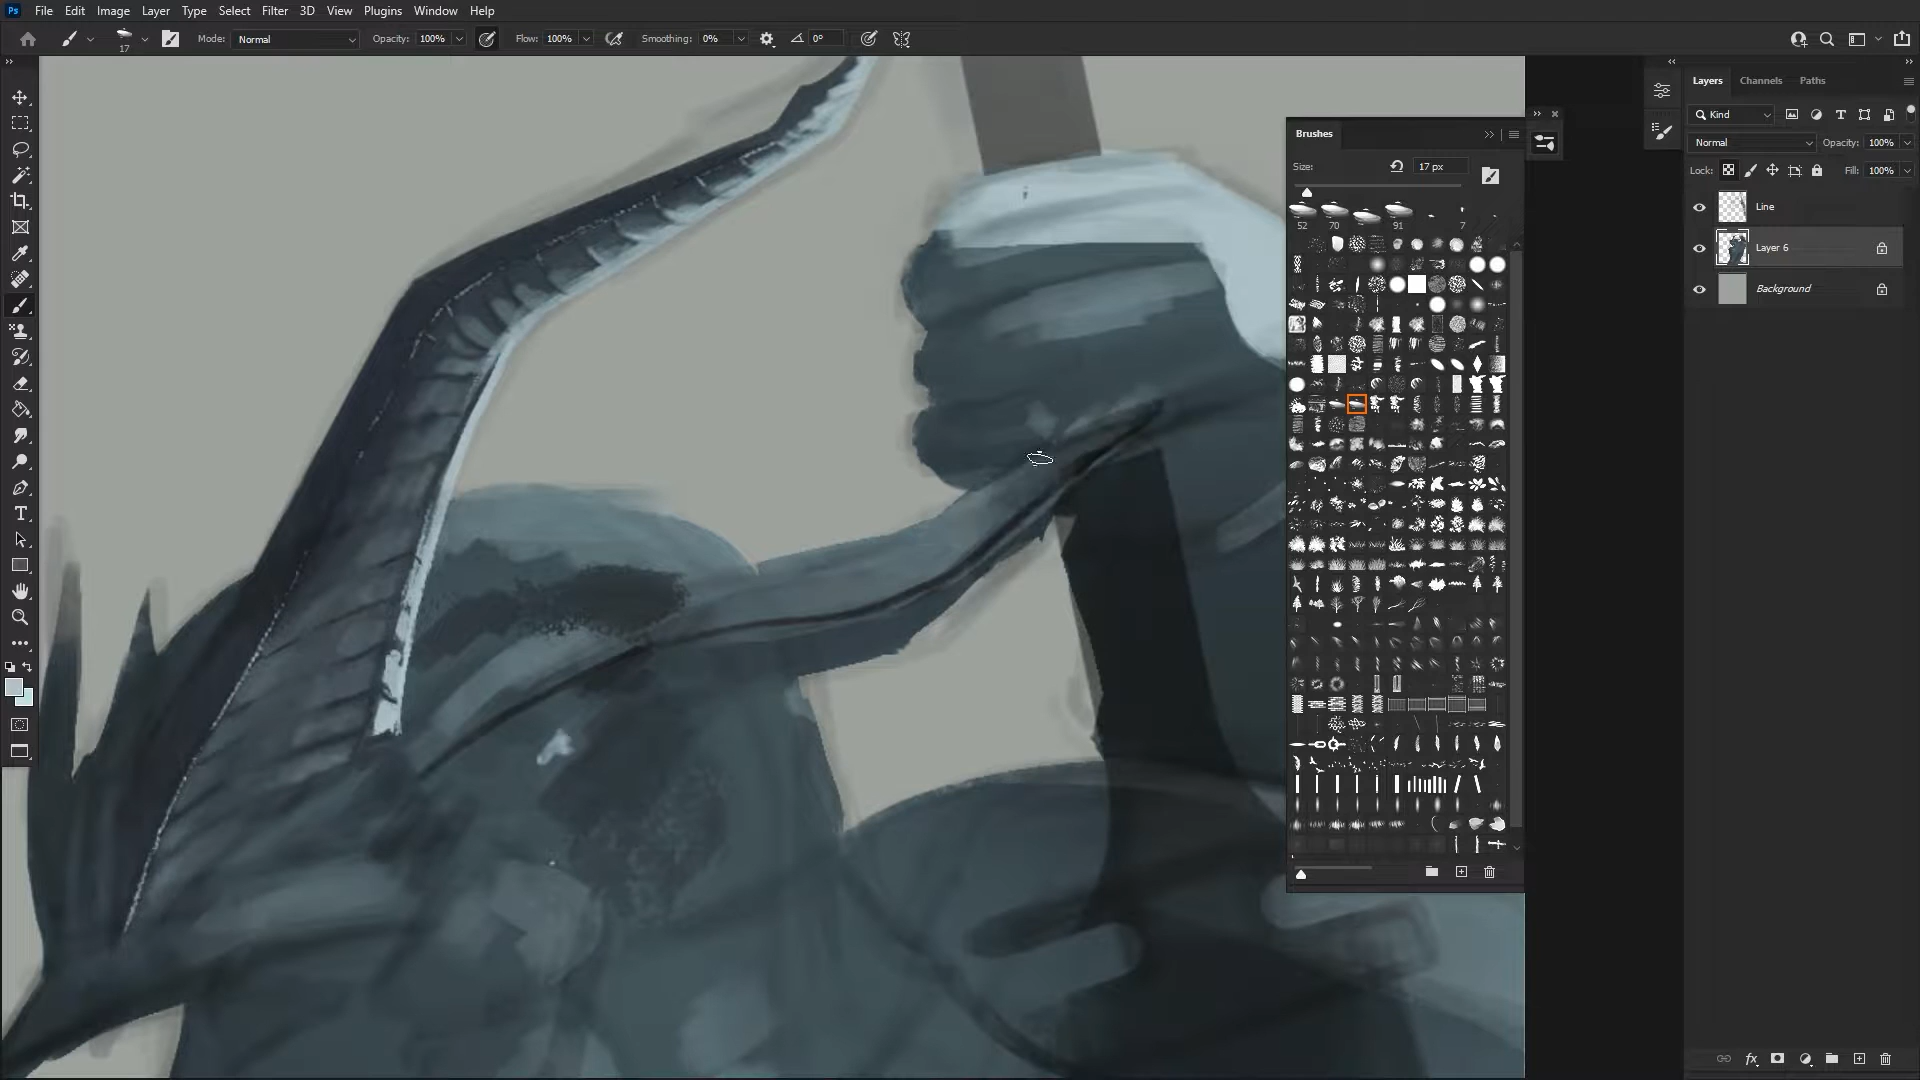 Ps File Edit Image Layer Type Select Filter 3D View Plugins Window Help
17 Mode: Normal Opacity: 100% Flow: 100% Smoothing: 0% 0°
Layers Channels Paths
Kind
Normal Opacity: 100%
Lock: Fill: 100%
Line
Layer 6
Background
Brushes
Size: 17 px
52 70 91 7